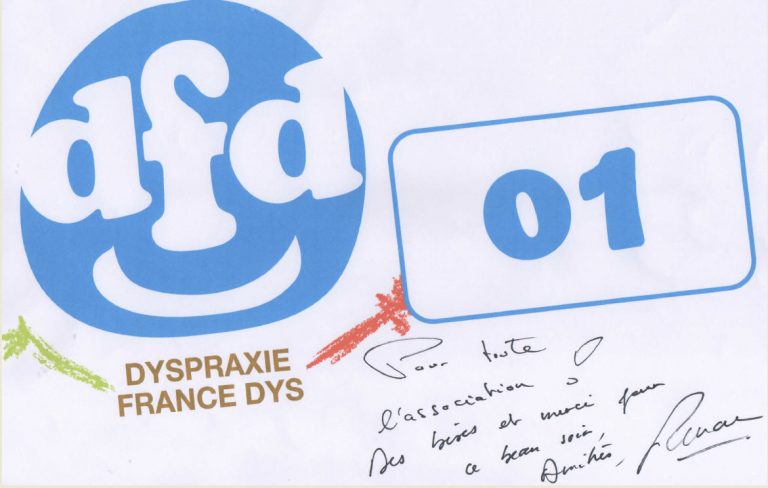 dfd
01
DYSPRAXIE
FRANCE DYS
Pour toute
l'association
Des bises et merci pour
ce beau soir,
Amitiés,